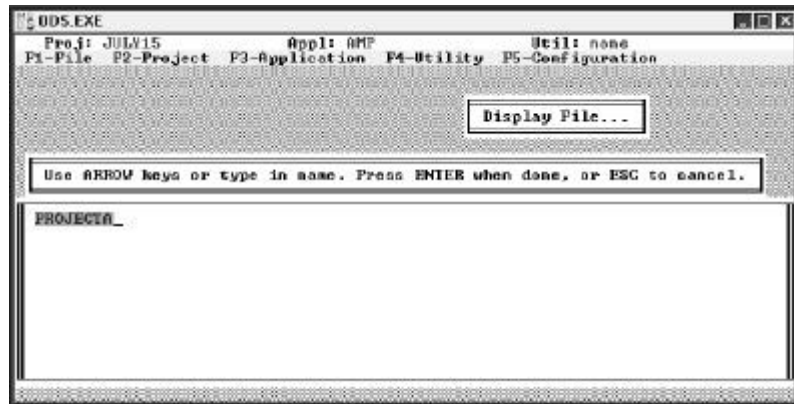 ODS.EXE
Proj: JULY15 Appl: AMP Util: none
F1-File F2-Project F3-Application F4-Utility F5-Configuration
Display File...
Use ARROW keys or type in name. Press ENTER when done, or ESC to cancel.
PROJECTA_